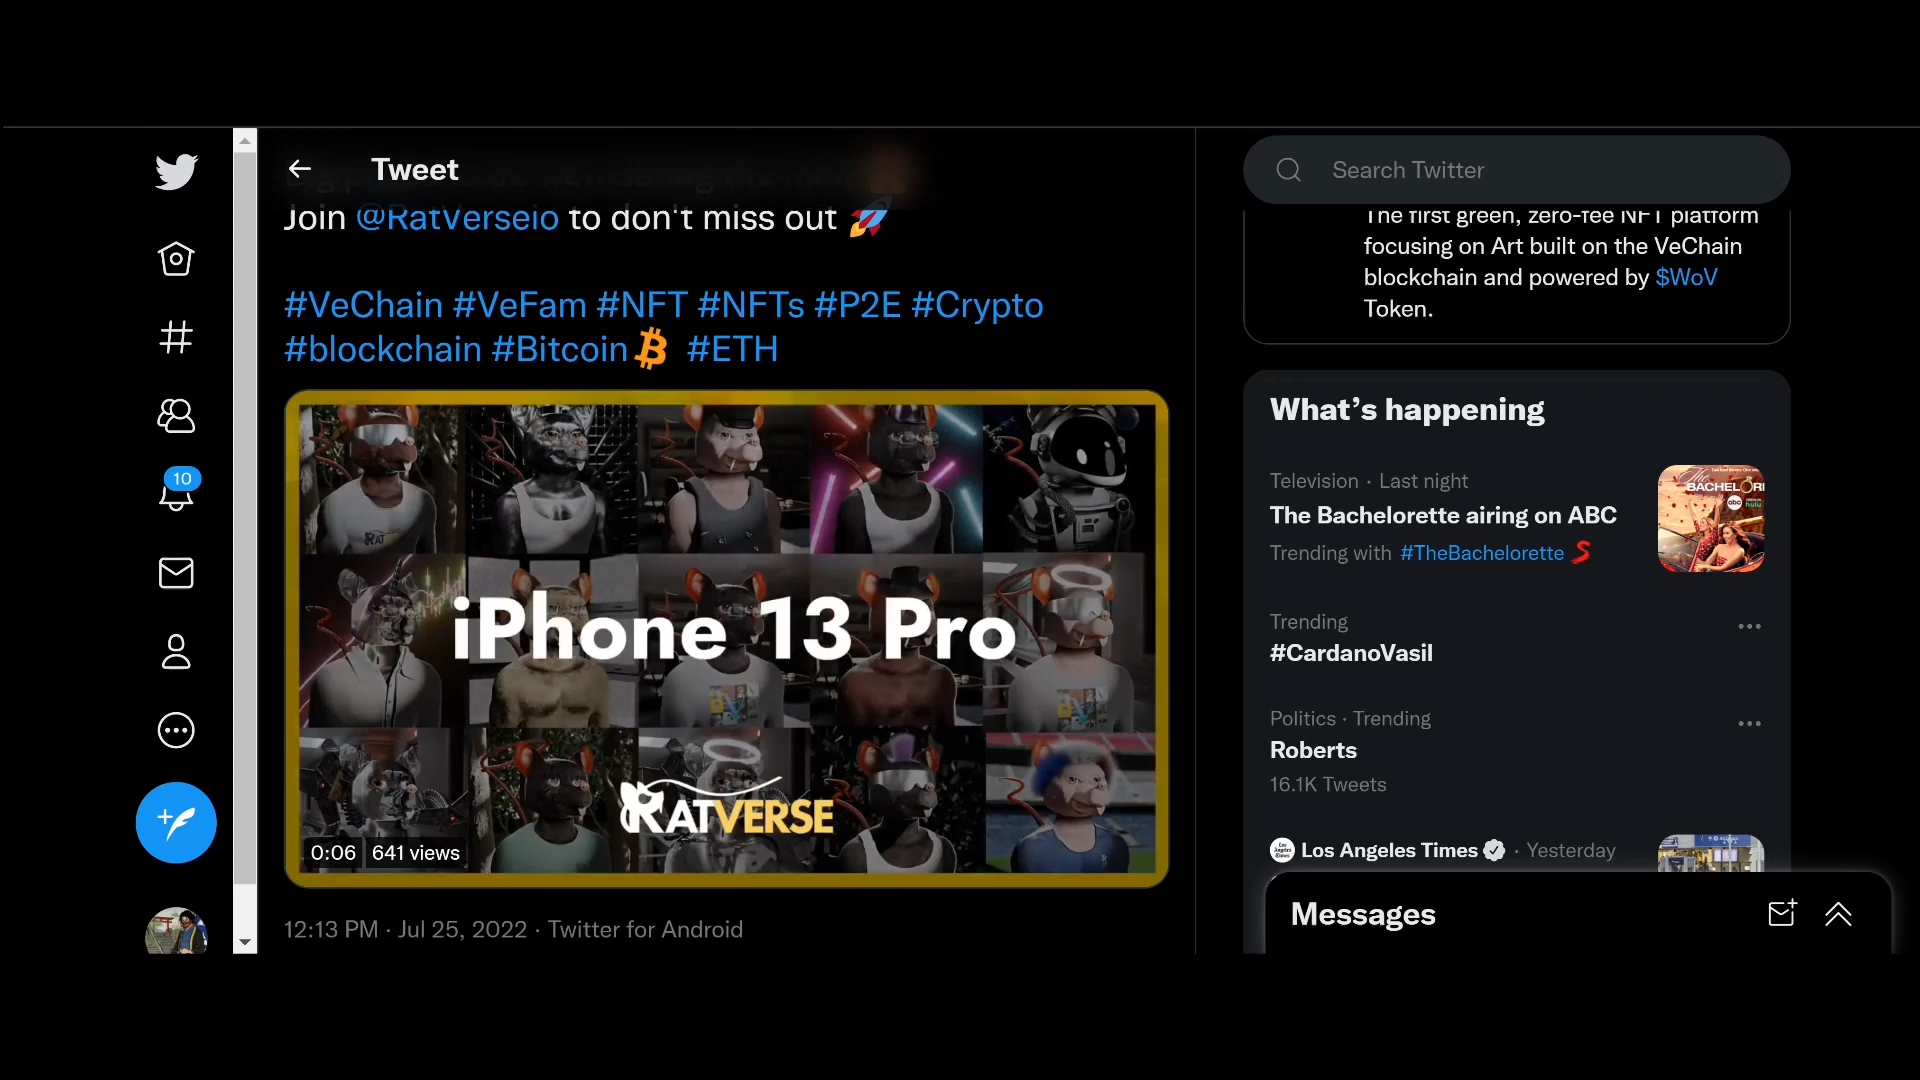 Tweet
Join @RatVerseio to don't miss out
#VeChain #VeFam #NFT #NFTs #P2E #Crypto
#blockchain #Bitcoin #ETH
iPhone 13 Pro
RATVERSE
0:06 641 views
12:13 PM · Jul 25, 2022 · Twitter for Android
10
Search Twitter
The first green, zero-fee NFT platform
focusing on Art built on the VeChain
blockchain and powered by $WoV
Token.
What's happening
Television · Last night
The Bachelorette airing on ABC
Trending with #TheBachelorette
Trending
#CardanoVasil
Politics · Trending
Roberts
16.1K Tweets
Los Angeles Times · Yesterday
Messages